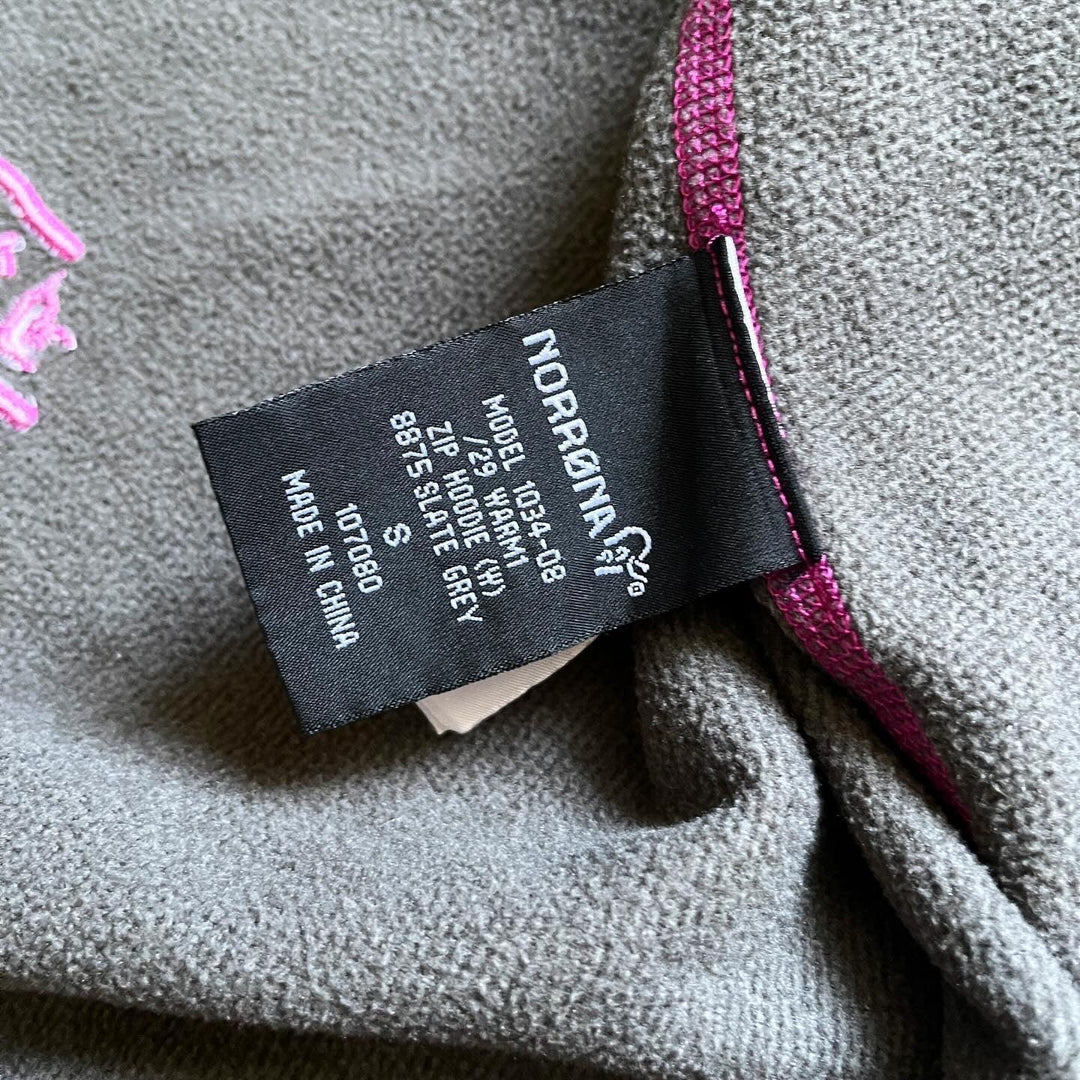 NORRØNA
MODEL 1034-08
/29 WARM1
ZIP HOODIE (W)
8875 SLATE GREY
S
107080
MADE IN CHINA